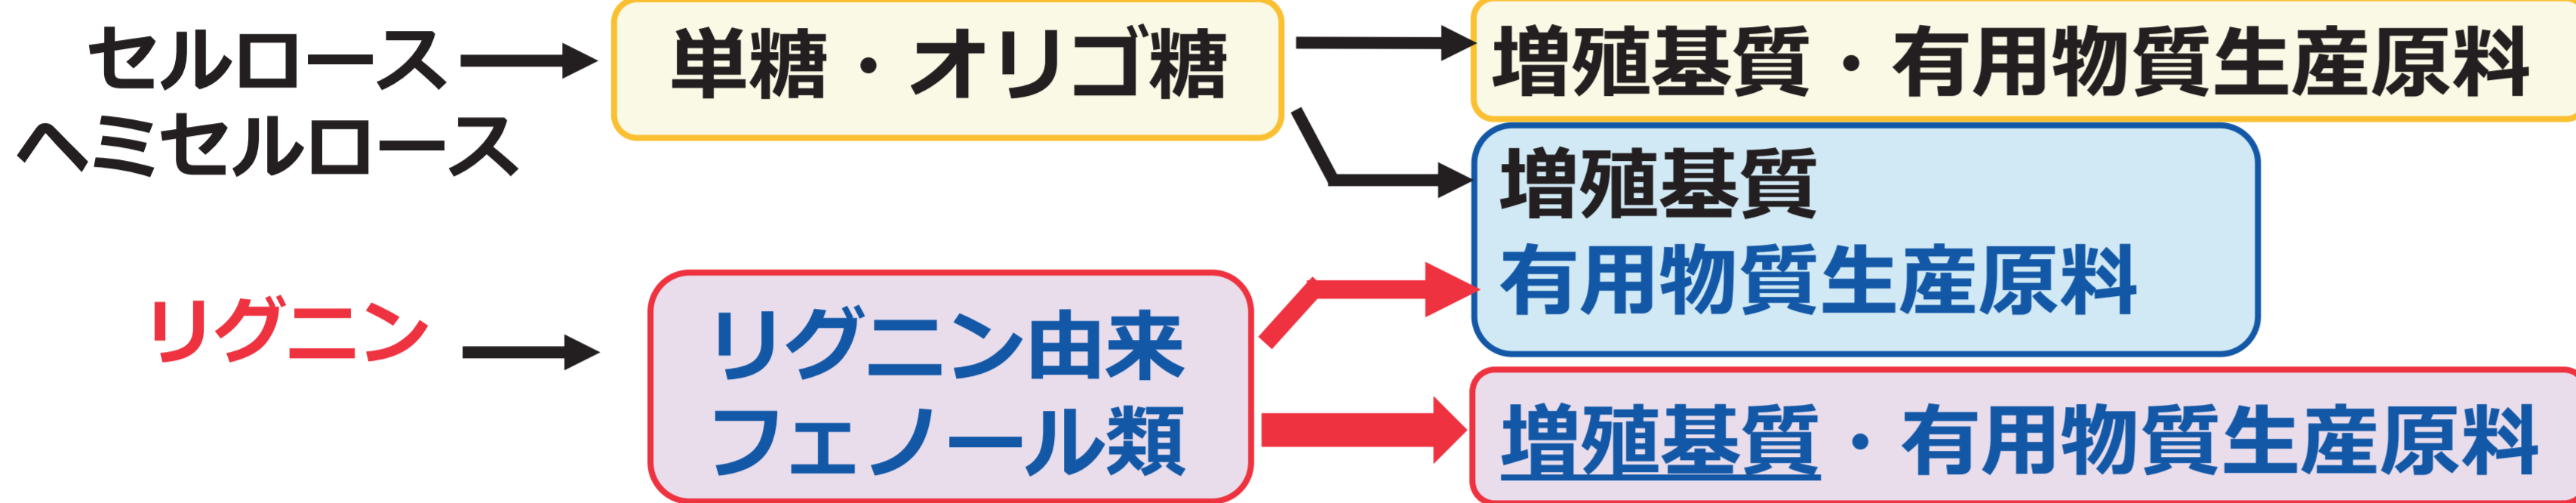 セルロース
ヘミセルロース
単糖・オリゴ糖
増殖基質・有用物質生産原料
増殖基質
有用物質生産原料
リグニン
リグニン由来
フェノール類
増殖基質・有用物質生産原料